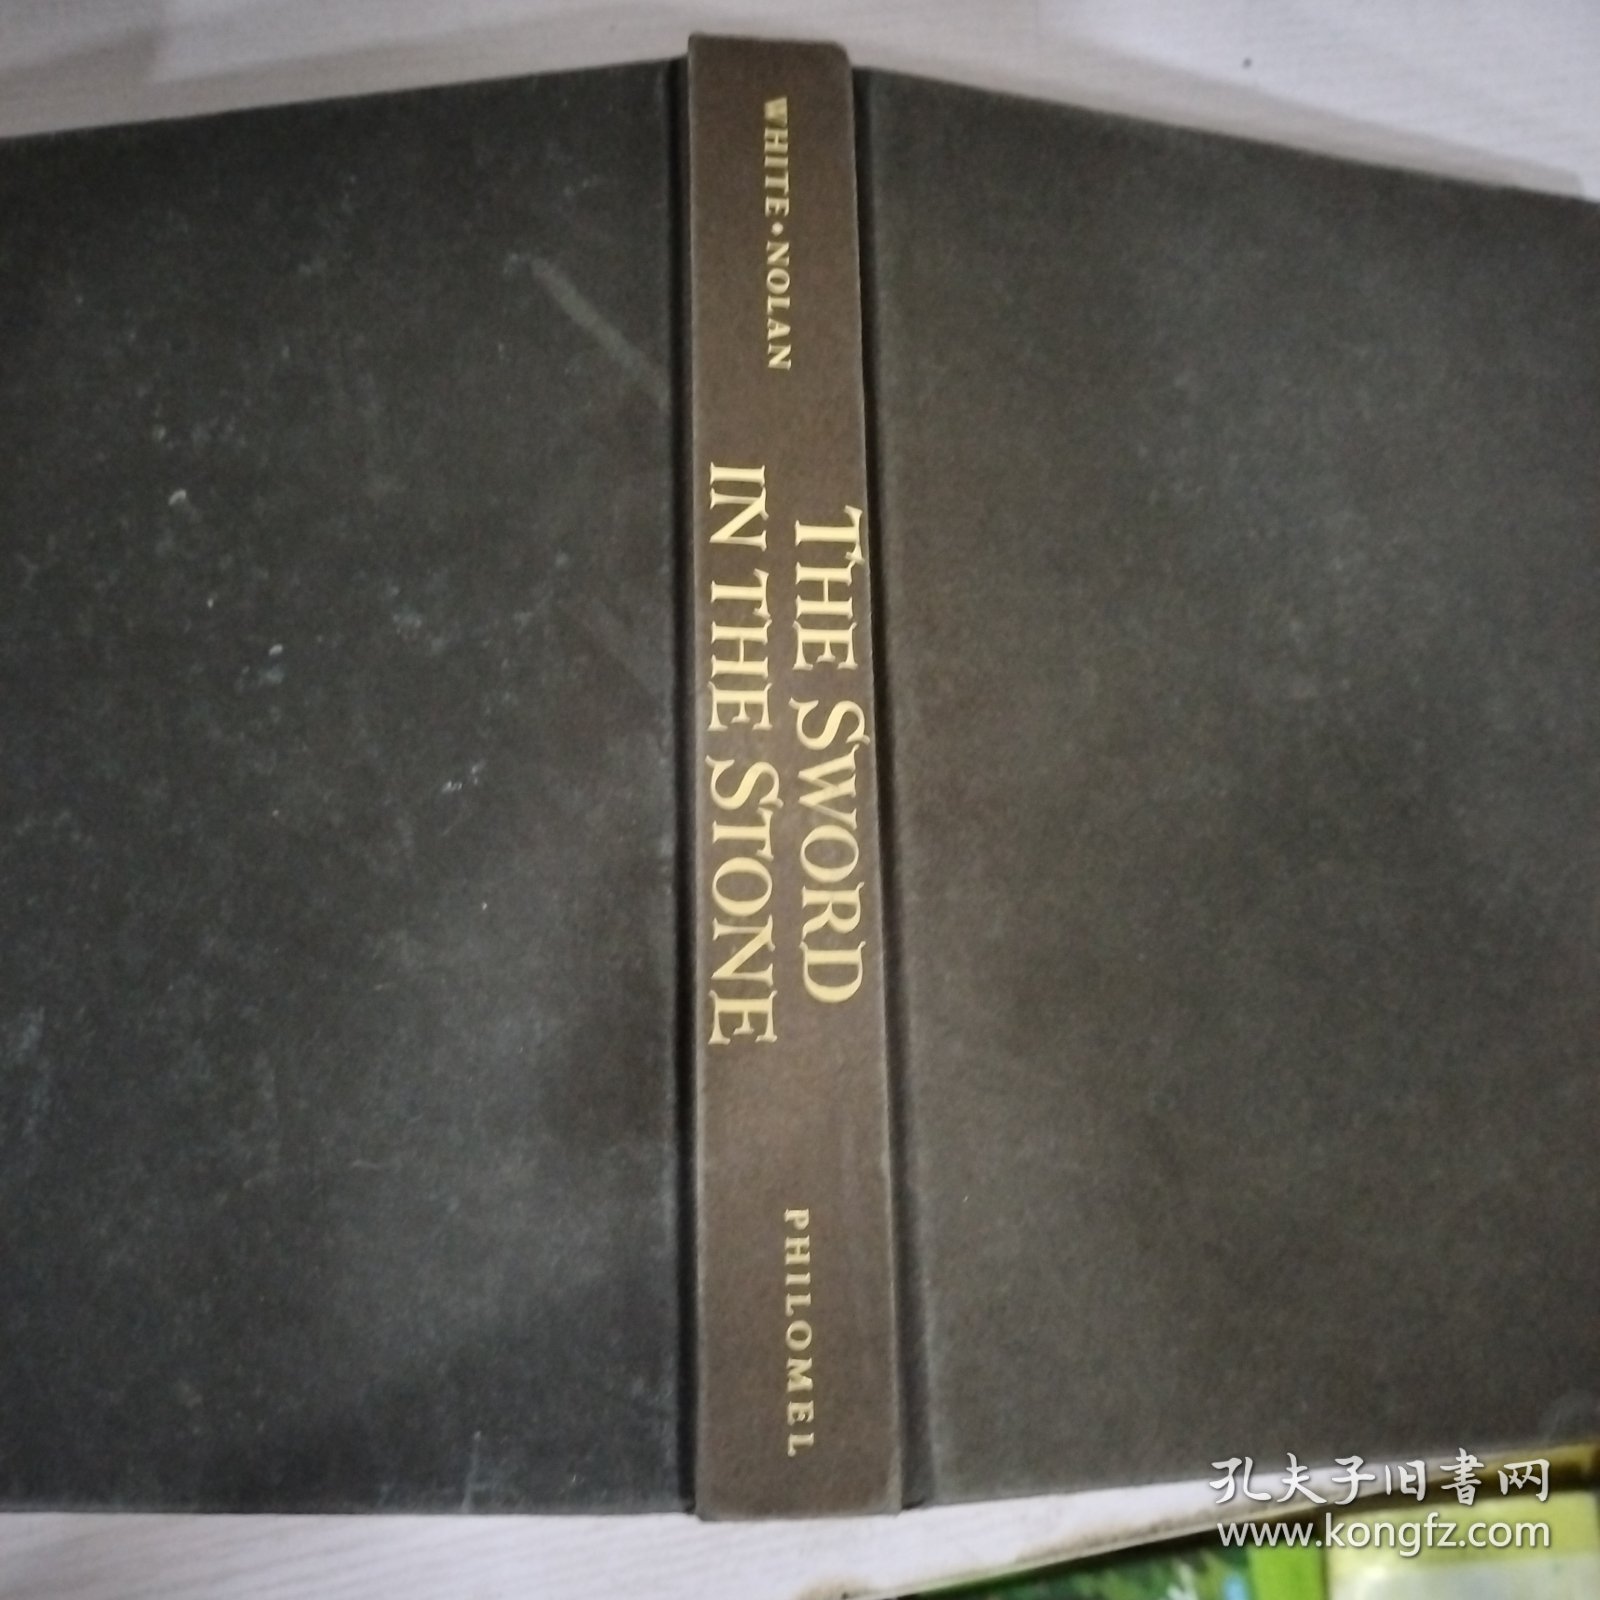 WHITE • NOLAN
THE SWORD
IN THE STONE
PHILOMEL
孔夫子旧书网
www.kongfz.com